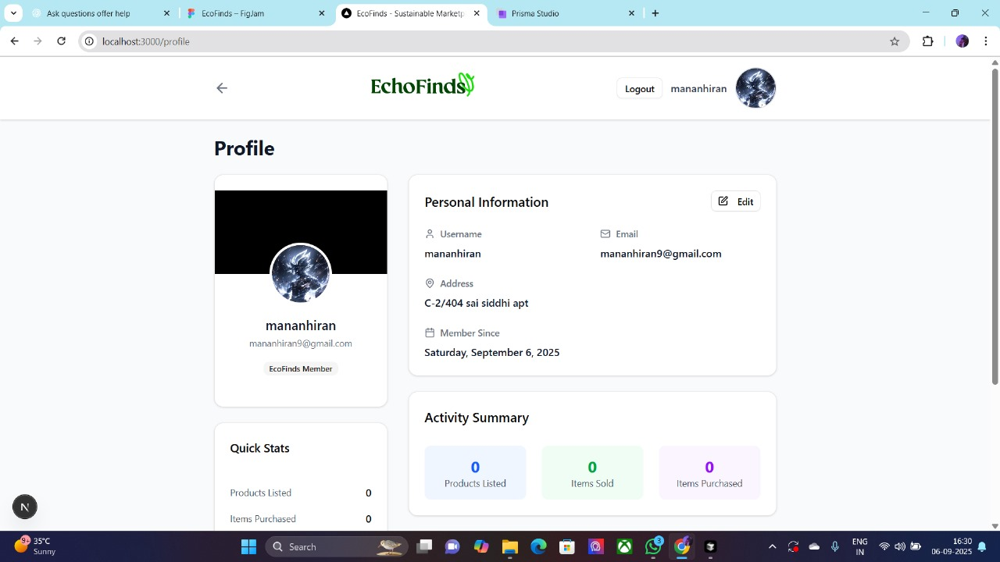 Ask questions offer help
EcoFinds – FigJam
EcoFinds - Sustainable Marketp
Prisma Studio
localhost:3000/profile
EchoFinds
Logout
mananhiran
Profile
mananhiran
mananhiran9@gmail.com
EcoFinds Member
Personal Information
Edit
Username
mananhiran
Email
mananhiran9@gmail.com
Address
C-2/404 sai siddhi apt
Member Since
Saturday, September 6, 2025
Quick Stats
Products Listed 0
Items Purchased 0
Activity Summary
0
Products Listed
0
Items Sold
0
Items Purchased
N
9+
35°C
Sunny
Search
3
ENG
IN
16:30
06-09-2025